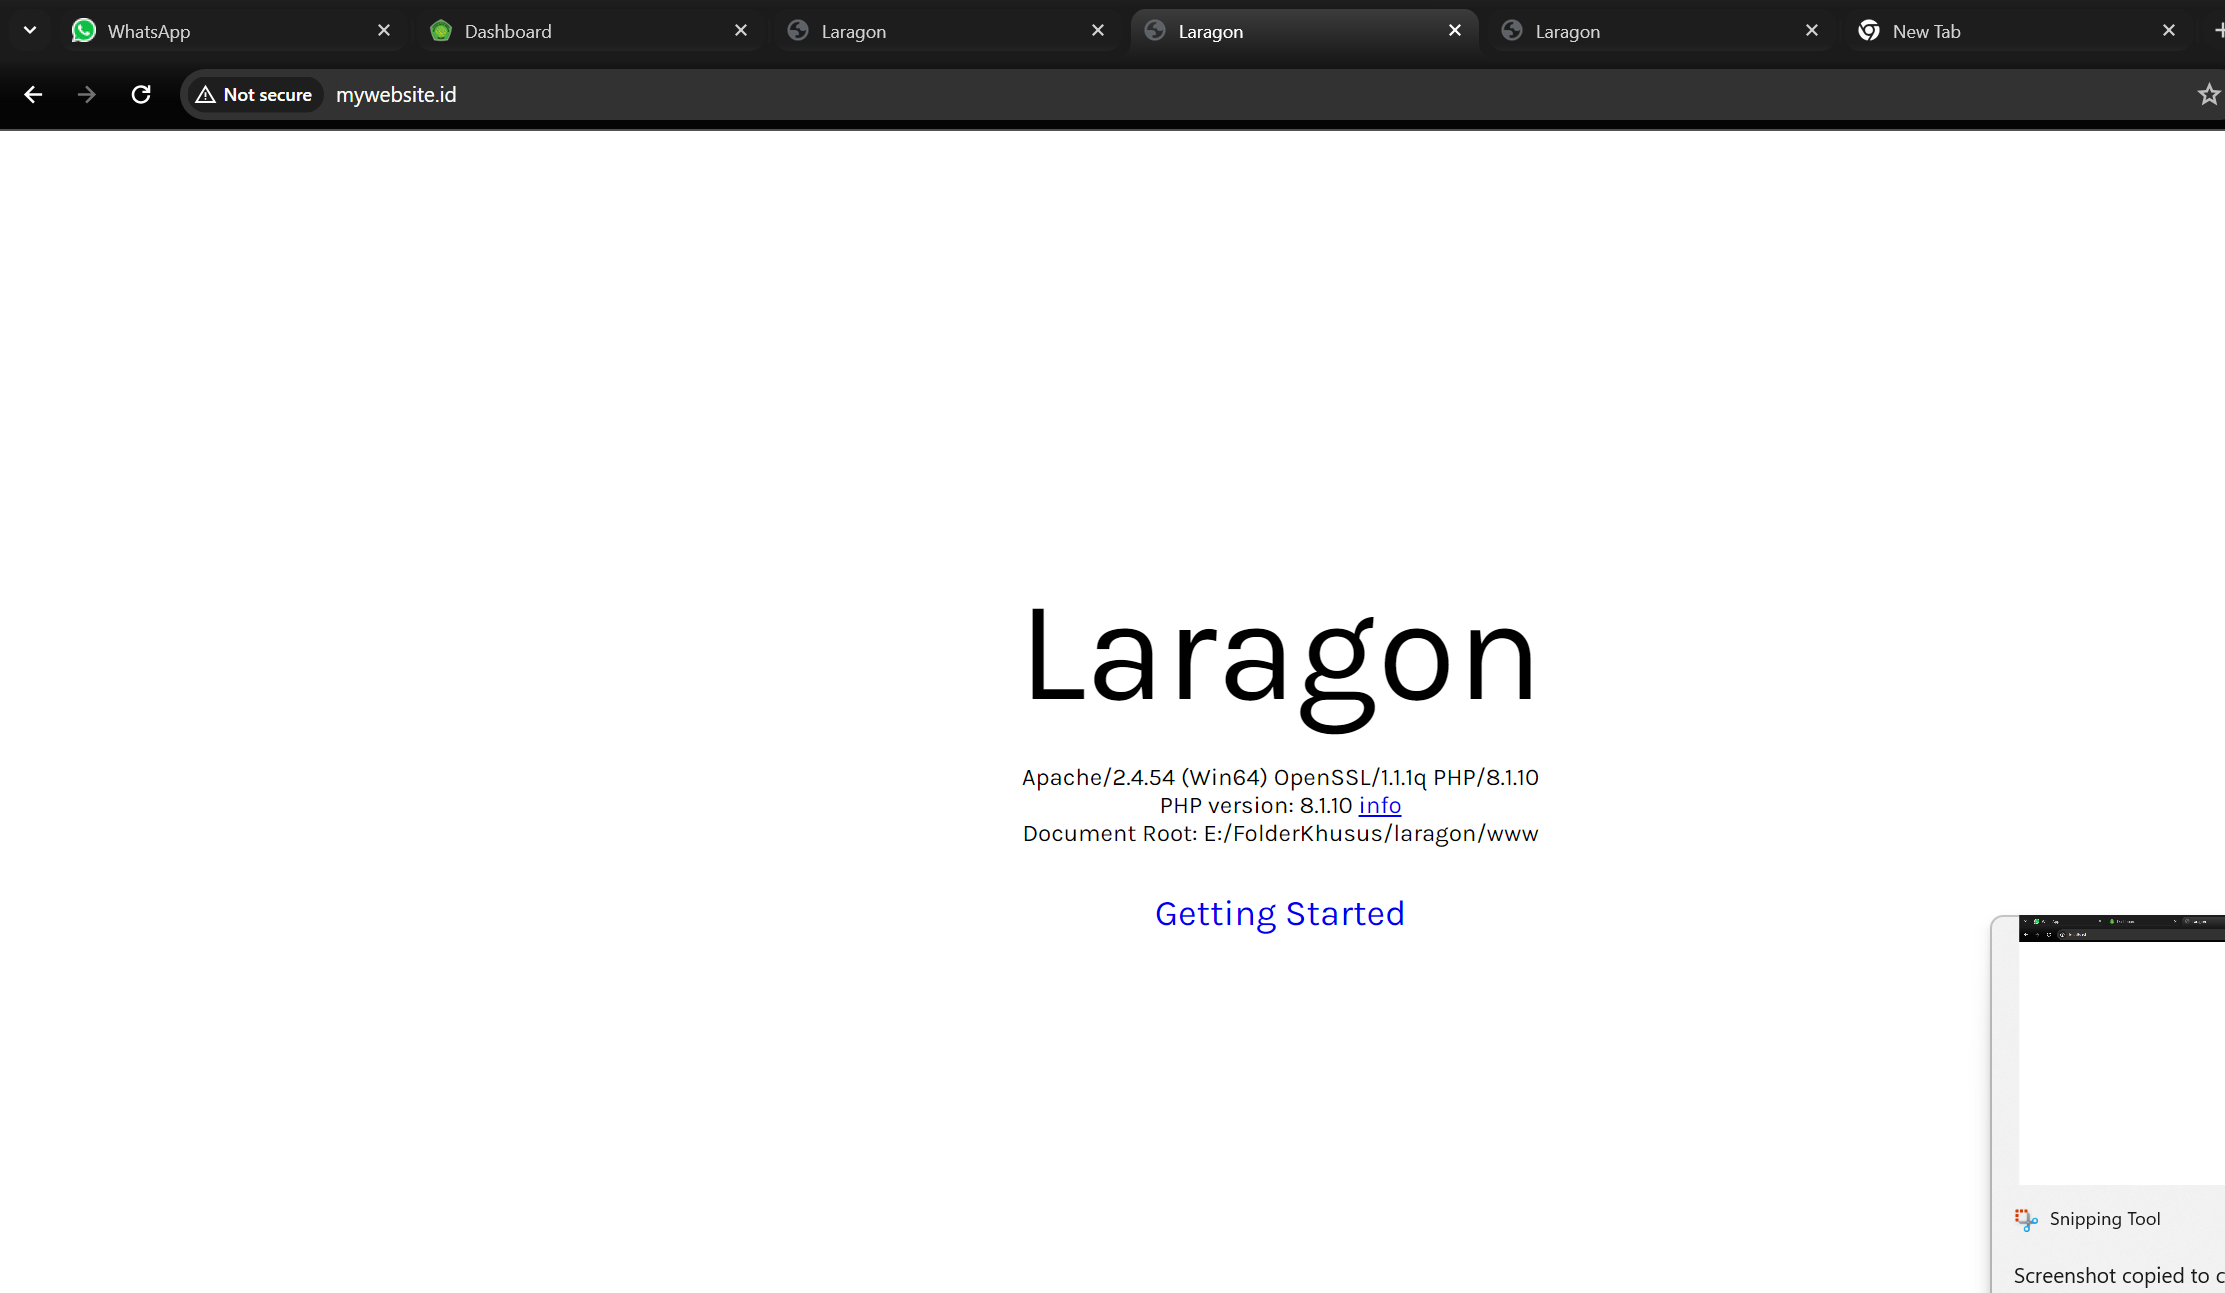 WhatsApp
Dashboard
Laragon
Laragon
Laragon
New Tab
Not secure
mywebsite.id
Laragon
Apache/2.4.54 (Win64) OpenSSL/1.1.1q PHP/8.1.10
PHP version: 8.1.10 info
Document Root: E:/FolderKhusus/laragon/www
Getting Started
Snipping Tool
Screenshot copied to c